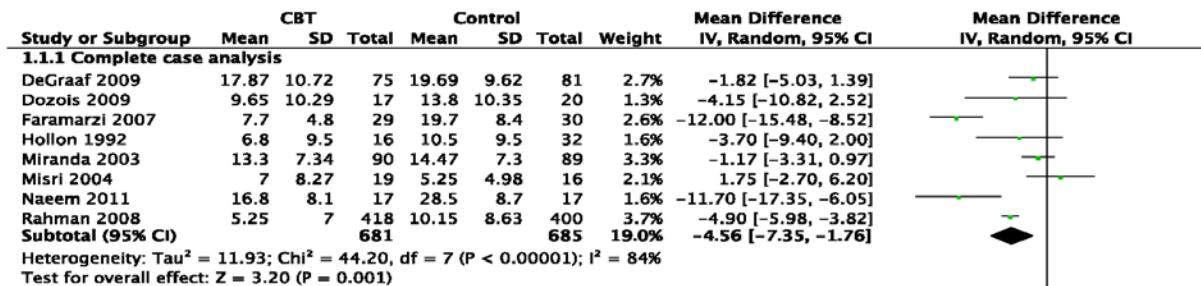 CBT Control Mean Difference Mean Difference
Study or Subgroup Mean SD Total Mean SD Total Weight IV, Random, 95% CI IV, Random, 95% CI
1.1.1 Complete case analysis
DeGraaf 2009 17.87 10.72 75 19.69 9.62 81 2.7% −1.82 [−5.03, 1.39]
Dozois 2009 9.65 10.29 17 13.8 10.35 20 1.3% −4.15 [−10.82, 2.52]
Faramarzi 2007 7.7 4.8 29 19.7 8.4 30 2.6% −12.00 [−15.48, −8.52]
Hollon 1992 6.8 9.5 16 10.5 9.5 32 1.6% −3.70 [−9.40, 2.00]
Miranda 2003 13.3 7.34 90 14.47 7.3 89 3.3% −1.17 [−3.31, 0.97]
Misri 2004 7 8.27 19 5.25 4.98 16 2.1% 1.75 [−2.70, 6.20]
Naeem 2011 16.8 8.1 17 28.5 8.7 17 1.6% −11.70 [−17.35, −6.05]
Rahman 2008 5.25 7 418 10.15 8.63 400 3.7% −4.90 [−5.98, −3.82]
Subtotal (95% CI) 681 685 19.0% −4.56 [−7.35, −1.76]
Heterogeneity: Tau² = 11.93; Chi² = 44.20, df = 7 (P < 0.00001); I² = 84%
Test for overall effect: Z = 3.20 (P = 0.001)